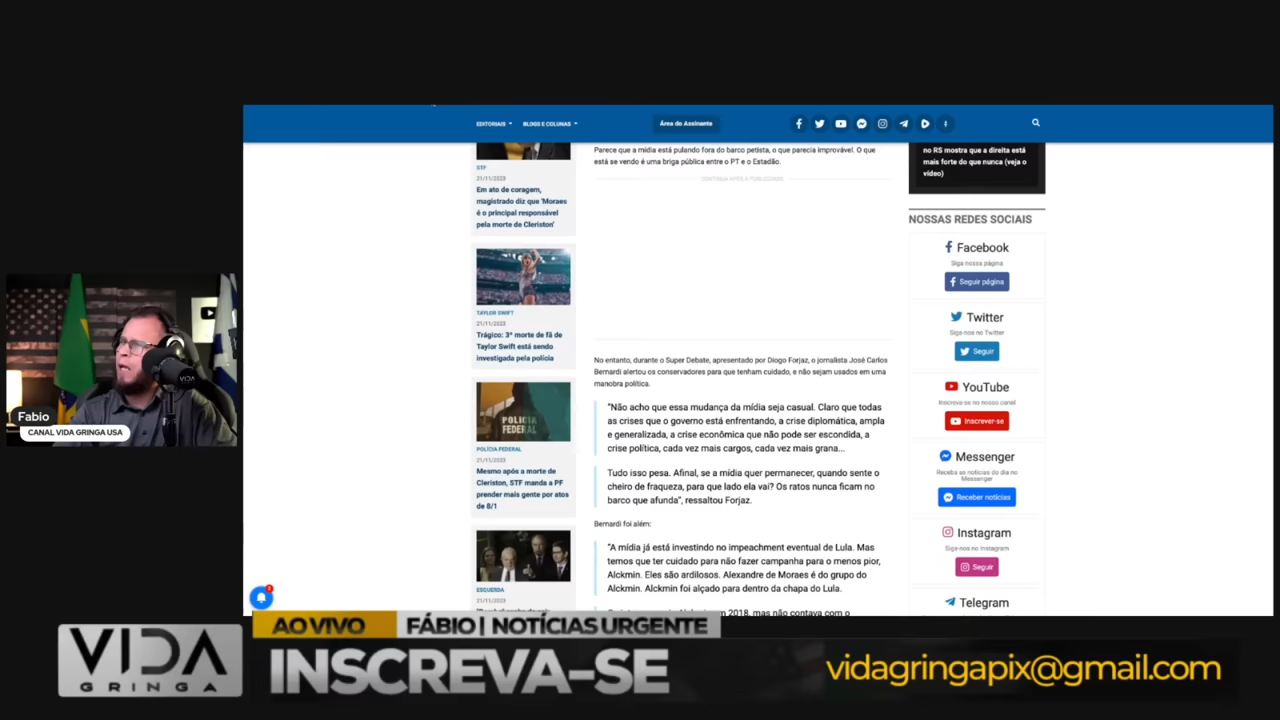 EDITORIAIS
BLOGS E COLUNAS
Área do Assinante
STF
21/11/2023
Em ato de coragem,
magistrado diz que 'Moraes
é o principal responsável
pela morte de Cleriston'
TAYLOR SWIFT
21/11/2023
Trágico: 3ª morte de fã de
Taylor Swift está sendo
investigada pela polícia
POLÍCIA
FEDERAL
POLÍCIA FEDERAL
21/11/2023
Mesmo após a morte de
Cleriston, STF manda a PF
prender mais gente por atos
de 8/1
ESQUERDA
21/11/2023
Parece que a mídia está pulando fora do barco petista, o que parecia improvável. O que
está se vendo é uma briga pública entre o PT e o Estadão.
CONTINUA APÓS A PUBLICIDADE
No entanto, durante o Super Debate, apresentado por Diogo Forjaz, o jornalista José Carlos
Bernardi alertou os conservadores para que tenham cuidado, e não sejam usados em uma
manobra política.
"Não acho que essa mudança da mídia seja casual. Claro que todas
as crises que o governo está enfrentando, a crise diplomática, ampla
e generalizada, a crise econômica que não pode ser escondida, a
crise política, cada vez mais cargos, cada vez mais grana...
Tudo isso pesa. Afinal, se a mídia quer permanecer, quando sente o
cheiro de fraqueza, para que lado ela vai? Os ratos nunca ficam no
barco que afunda", ressaltou Forjaz.
Bernardi foi além:
"A mídia já está investindo no impeachment eventual de Lula. Mas
temos que ter cuidado para não fazer campanha para o menos pior,
Alckmin. Eles são ardilosos. Alexandre de Moraes é do grupo do
Alckmin. Alckmin foi alçado para dentro da chapa do Lula.
2018, mas não contava com o
no RS mostra que a direita está
mais forte do que nunca (veja o
vídeo)
NOSSAS REDES SOCIAIS
Facebook
Siga nossa página
Seguir página
Twitter
Siga-nos no Twitter
Seguir
YouTube
Inscreva-se no nosso canal
Inscrever-se
Messenger
Receba as notícias do dia no
Messenger
Receber notícias
Instagram
Siga-nos no Instagram
Seguir
Telegram
VIDA
Fabio
CANAL VIDA GRINGA USA
AO VIVO
FÁBIO | NOTÍCIAS URGENTE
VIDA
GRINGA
INSCREVA-SE
vidagringapix@gmail.com